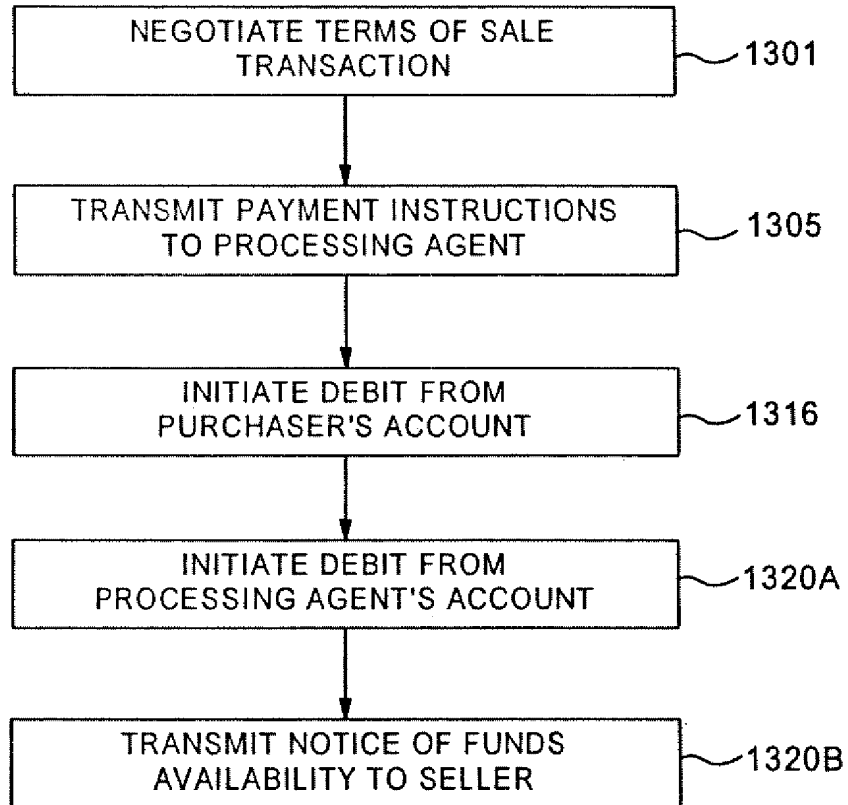 NEGOTIATE TERMS OF SALE
TRANSACTION
1301
TRANSMIT PAYMENT INSTRUCTIONS
TO PROCESSING AGENT
1305
INITIATE DEBIT FROM
PURCHASER'S ACCOUNT
1316
INITIATE DEBIT FROM
PROCESSING AGENT'S ACCOUNT
1320A
TRANSMIT NOTICE OF FUNDS
AVAILABILITY TO SELLER
1320B